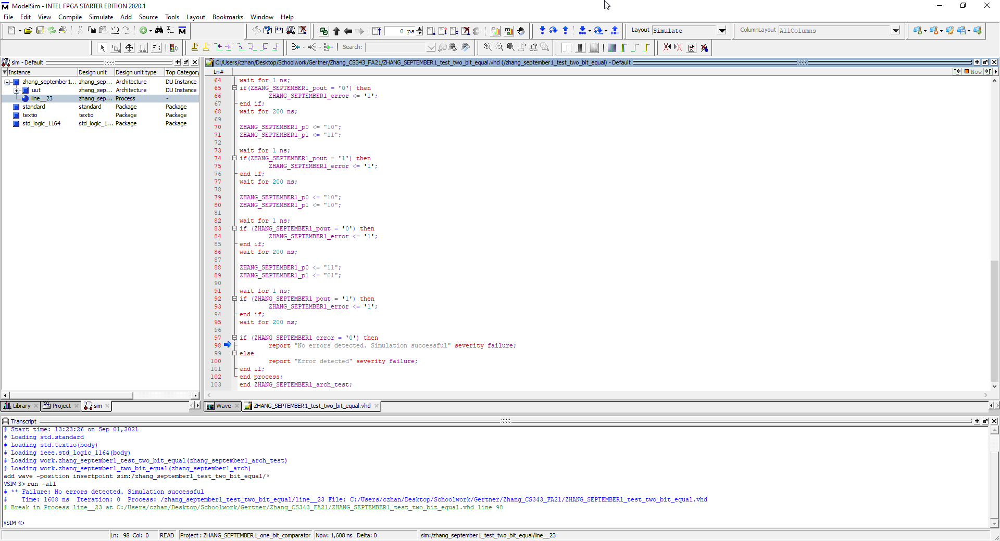 ModelSim - INTEL FPGA STARTER EDITION 2020.1
File Edit View Compile Simulate Add Source Tools Layout Bookmarks Window Help
0 ps
Layout Simulate
ColumnLayout AllColumns
Search:
sim - Default
Instance Design unit Design unit type Top Category
zhang_september1... zhang_sep... Architecture DU Instance
uut zhang_sep... Architecture DU Instance
line__23 zhang_sep... Process -
standard standard Package Package
textio textio Package Package
std_logic_1164 std_logic_1... Package Package
Library Project sim
C:/Users/czhan/Desktop/Schoolwork/Gertner/Zhang_CS343_FA21/ZHANG_SEPTEMBER1_test_two_bit_equal.vhd (/zhang_september1_test_two_bit_equal) - Default
Ln#
Now
64 wait for 1 ns;
65 if(ZHANG_SEPTEMBER1_pout = '0') then
66 ZHANG_SEPTEMBER1_error <= '1';
67 end if;
68 wait for 200 ns;
69
70 ZHANG_SEPTEMBER1_p0 <= "10";
71 ZHANG_SEPTEMBER1_p1 <= "11";
72
73 wait for 1 ns;
74 if(ZHANG_SEPTEMBER1_pout = '1') then
75 ZHANG_SEPTEMBER1_error <= '1';
76 end if;
77 wait for 200 ns;
78
79 ZHANG_SEPTEMBER1_p0 <= "10";
80 ZHANG_SEPTEMBER1_p1 <= "10";
81
82 wait for 1 ns;
83 if (ZHANG_SEPTEMBER1_pout = '0') then
84 ZHANG_SEPTEMBER1_error <= '1';
85 end if;
86 wait for 200 ns;
87
88 ZHANG_SEPTEMBER1_p0 <= "11";
89 ZHANG_SEPTEMBER1_p1 <= "01";
90
91 wait for 1 ns;
92 if (ZHANG_SEPTEMBER1_pout = '1') then
93 ZHANG_SEPTEMBER1_error <= '1';
94 end if;
95 wait for 200 ns;
96
97 if (ZHANG_SEPTEMBER1_error = '0') then
98 report "No errors detected. Simulation successful" severity failure;
99 else
100 report "Error detected" severity failure;
101 end if;
102 end process;
103 end ZHANG_SEPTEMBER1_arch_test;
Wave ZHANG_SEPTEMBER1_test_two_bit_equal.vhd
Transcript
# Start time: 13:23:26 on Sep 01,2021
# Loading std.standard
# Loading std.textio(body)
# Loading ieee.std_logic_1164(body)
# Loading work.zhang_september1_test_two_bit_equal(zhang_september1_arch_test)
# Loading work.zhang_september1_two_bit_equal(zhang_september1_arch)
add wave -position insertpoint sim:/zhang_september1_test_two_bit_equal/*
VSIM 3> run -all
# ** Failure: No errors detected. Simulation successful
# Time: 1608 ns Iteration: 0 Process: /zhang_september1_test_two_bit_equal/line__23 File: C:/Users/czhan/Desktop/Schoolwork/Gertner/Zhang_CS343_FA21/ZHANG_SEPTEMBER1_test_two_bit_equal.vhd
# Break in Process line__23 at C:/Users/czhan/Desktop/Schoolwork/Gertner/Zhang_CS343_FA21/ZHANG_SEPTEMBER1_test_two_bit_equal.vhd line 98
VSIM 4>
Ln: 98 Col: 0 READ Project : ZHANG_SEPTEMBER1_one_bit_comparator Now: 1,608 ns Delta: 0 sim:/zhang_september1_test_two_bit_equal/line__23